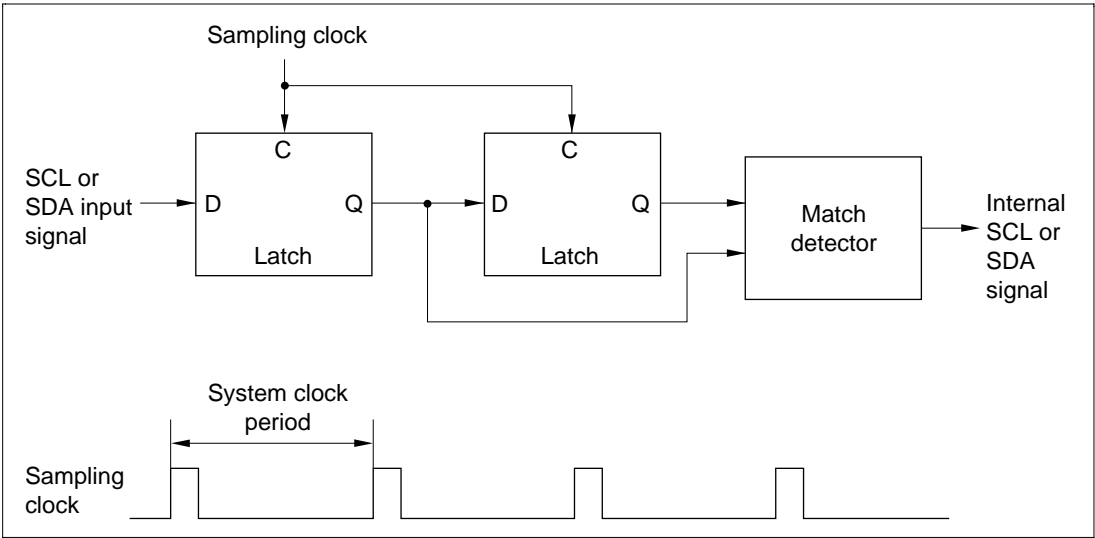 Sampling clock
C
C
SCL or
SDA input
signal
D
Q
Latch
D
Q
Latch
Match
detector
Internal
SCL or
SDA
signal
System clock
period
Sampling
clock